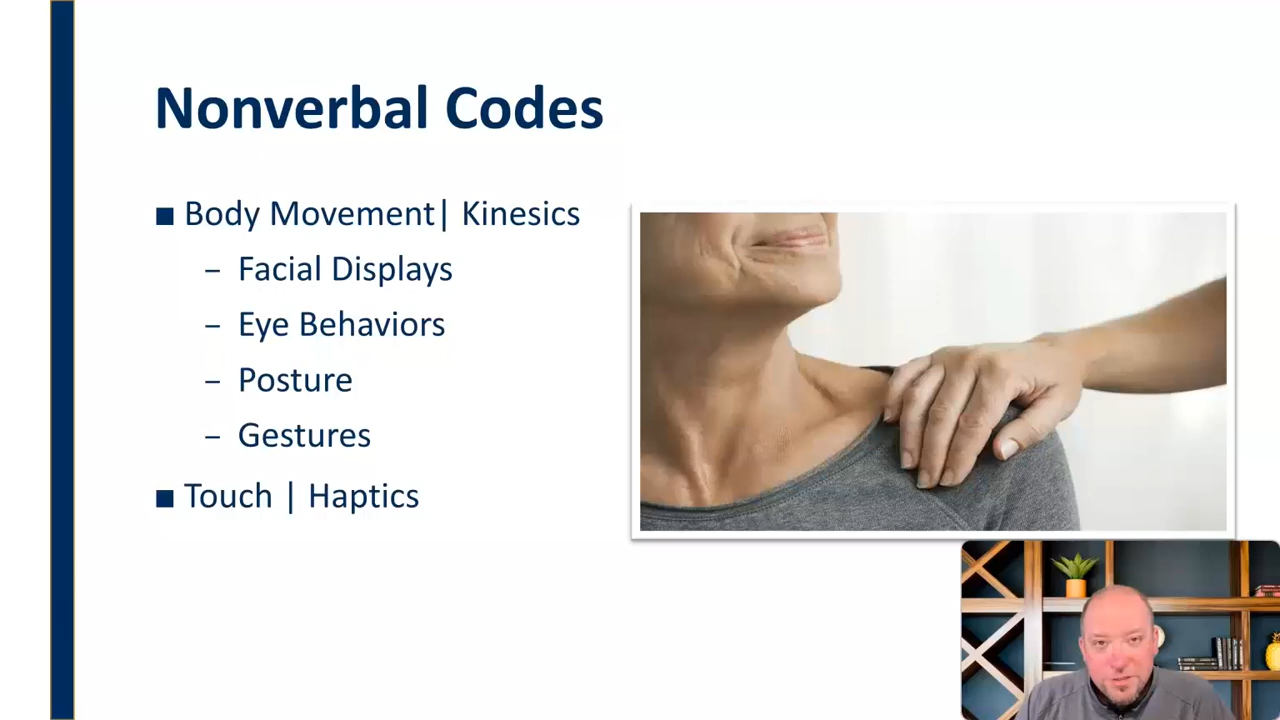 Nonverbal Codes
■ Body Movement| Kinesics
– Facial Displays
– Eye Behaviors
– Posture
– Gestures
■ Touch | Haptics